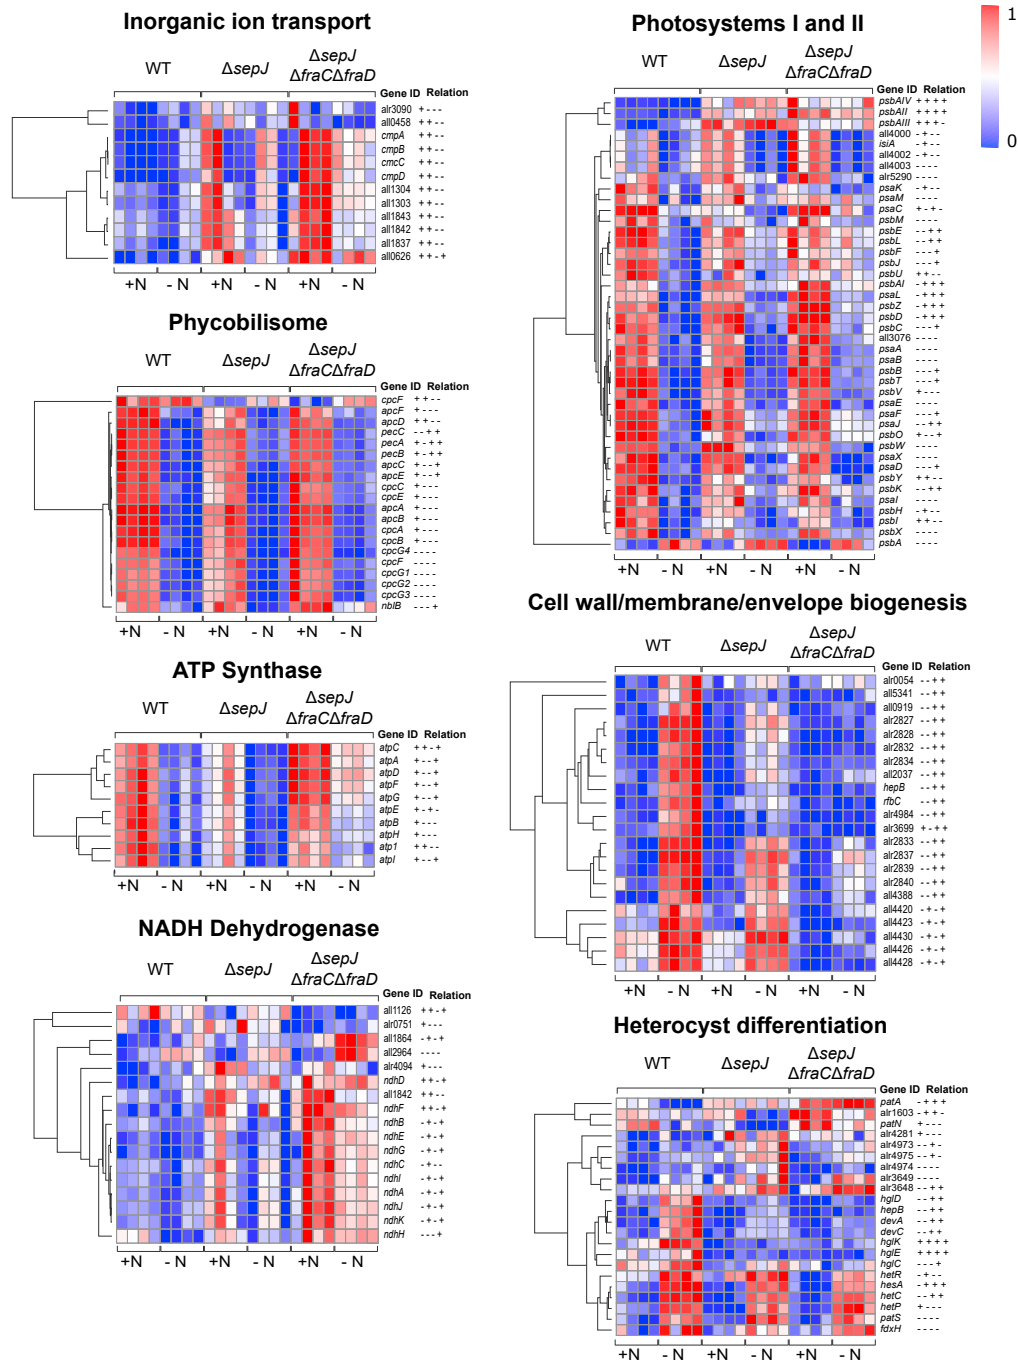 Inorganic ion transport
WT
ΔsepJ
ΔsepJ
ΔfraCΔfraD
Gene ID Relation
alr3090 + - - -
all0458 + + - -
cmpA + + - -
cmpB + + - -
cmcC + + - -
cmpD + + - -
all1304 + + - -
all1303 + + - -
all1843 + + - -
all1842 + + - -
all1837 + + - -
all0626 + + - +
+N - N +N - N +N - N
Phycobilisome
WT
ΔsepJ
ΔsepJ
ΔfraCΔfraD
Gene ID Relation
cpcF + + - -
apcF + - - -
apcD + + - -
pecC - - + +
pecA + - + +
pecB + - + +
apcC + - - +
apcE + - - +
cpcC + - - -
cpcE + - - -
apcA + - - -
apcB + - - -
cpcA + - - -
cpcB + - - -
cpcG4 - - - -
cpcF - - - -
cpcG1 - - - -
cpcG2 - - - -
cpcG3 - - - -
nblB - - - +
+N - N +N - N +N - N
ATP Synthase
WT
ΔsepJ
ΔsepJ
ΔfraCΔfraD
Gene ID Relation
atpC + + - +
atpA + - - +
atpD + - - +
atpF + - - +
atpG + - - +
atpE + - + -
atpB + - - -
atpH + - - -
atp1 + + - -
atpI + - - +
+N - N +N - N +N - N
NADH Dehydrogenase
WT
ΔsepJ
ΔsepJ
ΔfraCΔfraD
Gene ID Relation
all1126 + + - +
alr0751 + - - -
all1864 - + - +
all2964 - - - -
alr4094 + - - -
ndhD + + - +
all1842 + + - -
ndhF + + - +
ndhB - + - +
ndhE - + - +
ndhG - + - +
ndhC - + - -
ndhI - + - +
ndhA - + - +
ndhJ - + - +
ndhK - + - +
ndhH - - - +
+N - N +N - N +N - N
Photosystems I and II
WT
ΔsepJ
ΔsepJ
ΔfraCΔfraD
Gene ID Relation
psbAIV + + + +
psbAII + + + +
psbAIII + + + -
all4000 - + - -
isiA - + - -
all4002 - + - -
all4003 - - - -
alr5290 - - - -
psaK - + - -
psaM - - - -
psaC + - + -
psbM - - - -
psbE - - + +
psbL - - + +
psbF - - - +
psbJ - - - +
psbU + + - -
psbAI - + + +
psaL - + + +
psbZ - + + +
psbD - + + +
psbC - - - +
all3076 - - - -
psaA - - - -
psaB - - - -
psbB - - - +
psbT - - - +
psbV + - - -
psaE - - - -
psaF - - - +
psaJ - - + +
psbO + - - +
psbW - - - -
psaX - - - -
psaD - - - +
psbY + + - -
psbK - - + +
psaI - - - -
psbH - + - -
psbI + + - -
psbX - - - -
psbA - - - -
+N - N +N - N +N - N
1
0
Cell wall/membrane/envelope biogenesis
WT
ΔsepJ
ΔsepJ
ΔfraCΔfraD
Gene ID Relation
alr0054 - - + +
all5341 - - + +
all0919 - - + +
alr2827 - - + +
alr2828 - - + +
alr2832 - - + +
alr2834 - - + +
all2037 - - + +
hepB - - + +
rfbC - - + +
alr4984 - - + +
alr3699 + - + +
alr2833 - - + +
alr2837 - - + +
alr2839 - - + +
alr2840 - - + +
all4388 - - + +
all4420 - + - +
all4423 - + - +
all4430 - + - +
all4426 - + - +
all4428 - + - +
+N - N +N - N +N - N
Heterocyst differentiation
WT
ΔsepJ
ΔsepJ
ΔfraCΔfraD
Gene ID Relation
patA - + + +
alr1603 - + + -
patN + - - -
alr4281 - - - -
alr4973 - - + -
alr4975 - - + -
alr4974 - - - -
alr3649 - - - -
alr3648 - - + +
hglD - - + +
hepB - - + +
devA - - + +
devC - - + +
hglK + + + +
hglE + + + +
hglC - - - +
hetR - + - -
hesA - + + +
hetC - - + +
hetP + - - -
patS - - - -
fdxH - - - -
+N - N +N - N +N - N